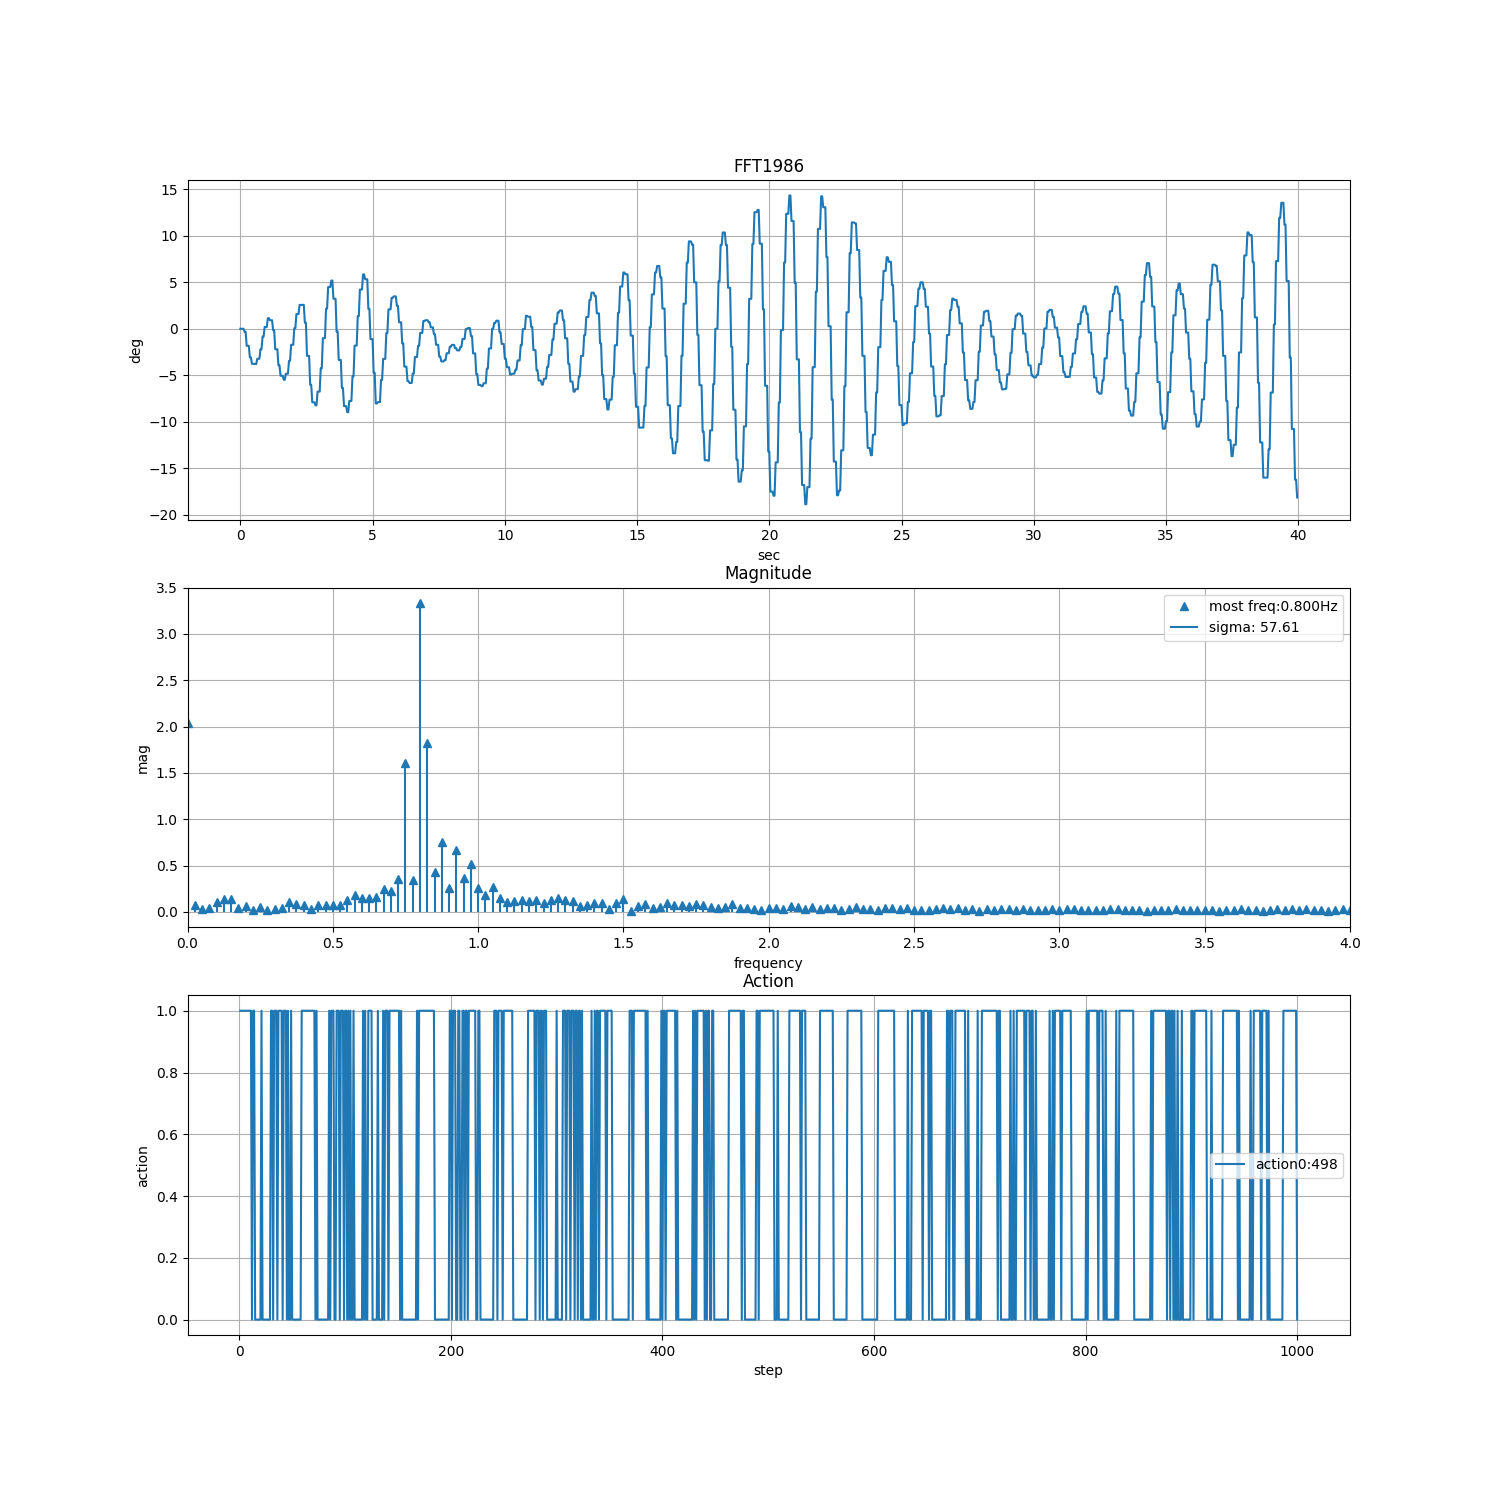 FFT1986
15
10
5
0
−5
−10
−15
−20
deg
0 5 10 15 20 25 30 35 40
sec
Magnitude
3.5
3.0
2.5
2.0
1.5
1.0
0.5
0.0
mag
most freq:0.800Hz
sigma: 57.61
0.0 0.5 1.0 1.5 2.0 2.5 3.0 3.5 4.0
frequency
Action
1.0
0.8
0.6
0.4
0.2
0.0
action
action0:498
0 200 400 600 800 1000
step